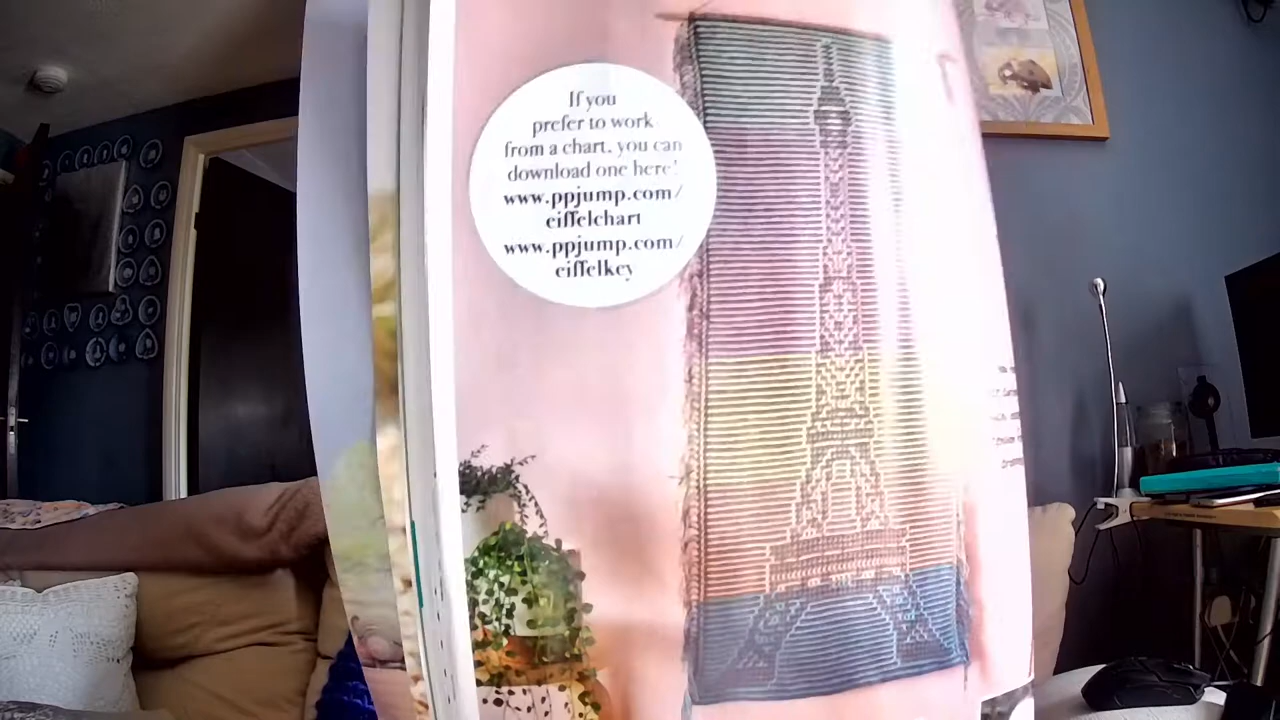 If you
prefer to work
from a chart, you can
download one here!
www.ppjump.com/
eiffelchart
www.ppjump.com/
eiffelkey